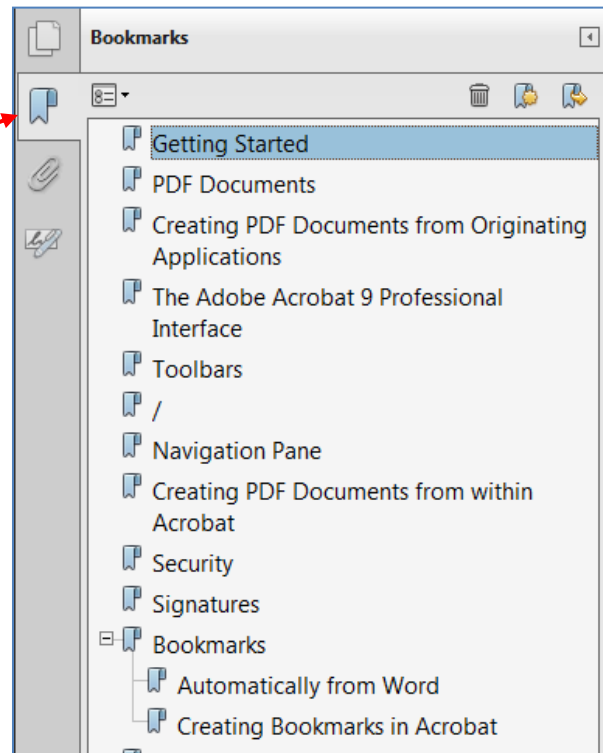 Bookmarks
Getting Started
PDF Documents
Creating PDF Documents from Originating
Applications
The Adobe Acrobat 9 Professional
Interface
Toolbars
/
Navigation Pane
Creating PDF Documents from within
Acrobat
Security
Signatures
Bookmarks
Automatically from Word
Creating Bookmarks in Acrobat